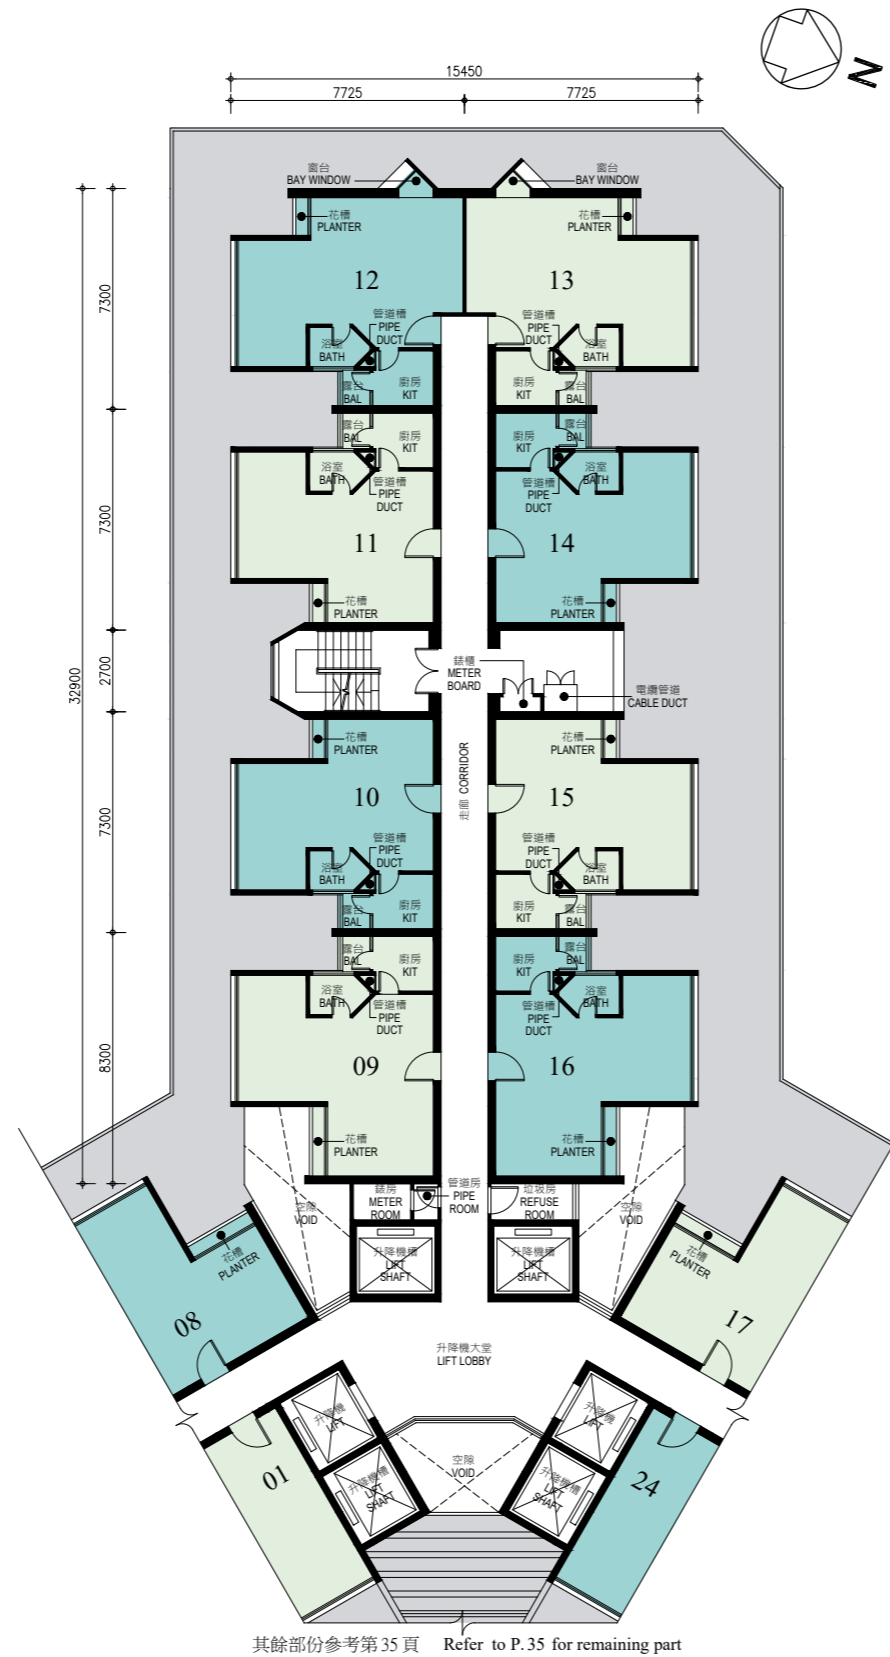 N
15450
7725 7725
窗台
BAY WINDOW
窗台
BAY WINDOW
花槽
PLANTER
花槽
PLANTER
12
13
管道槽
PIPE
DUCT
管道槽
PIPE
DUCT
浴室
BATH
浴室
BATH
露台
BAL
廚房
KIT
廚房
KIT
露台
BAL
7300
露台
BAL
廚房
KIT
廚房
KIT
露台
BAL
浴室
BATH
浴室
BATH
管道槽
PIPE
DUCT
管道槽
PIPE
DUCT
11
14
7300
花槽
PLANTER
花槽
PLANTER
32900
2700
錶櫃
METER
BOARD
電纜管道
CABLE DUCT
花槽
PLANTER
花槽
PLANTER
走廊 CORRIDOR
10
15
7300
管道槽
PIPE
DUCT
管道槽
PIPE
DUCT
浴室
BATH
浴室
BATH
露台
BAL
廚房
KIT
廚房
KIT
露台
BAL
露台
BAL
廚房
KIT
廚房
KIT
露台
BAL
浴室
BATH
浴室
BATH
管道槽
PIPE
DUCT
管道槽
PIPE
DUCT
09
16
8300
花槽
PLANTER
花槽
PLANTER
錶房
METER
ROOM
管道房
PIPE
ROOM
垃圾房
REFUSE
ROOM
空隙
VOID
空隙
VOID
花槽
PLANTER
花槽
PLANTER
升降機槽
LIFT
SHAFT
升降機槽
LIFT
SHAFT
08
17
升降機大堂
LIFT LOBBY
升降機
LIFT
升降機
LIFT
空隙
VOID
升降機槽
LIFT
SHAFT
升降機槽
LIFT
SHAFT
01
24
其餘部份參考第35頁 Refer to P.35 for remaining part